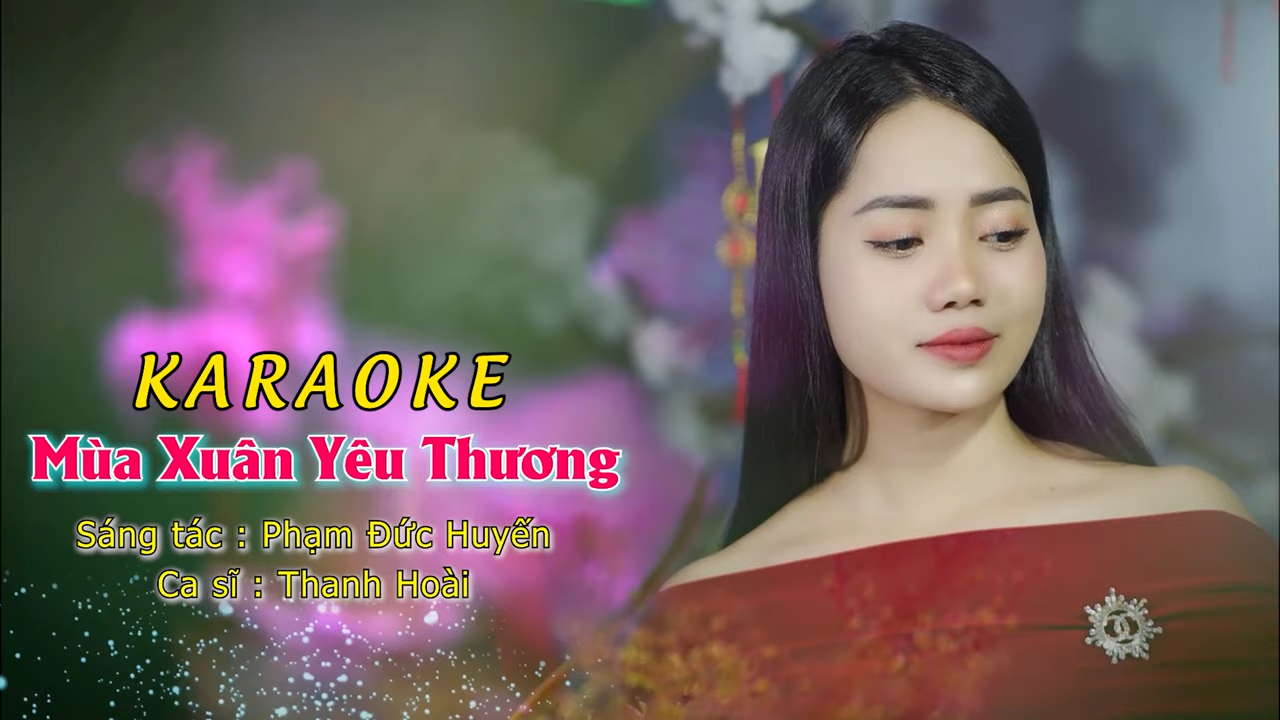 KARAOKE
Mùa Xuân Yêu Thương
Sáng tác : Phạm Đức Huyến
Ca sĩ : Thanh Hoài